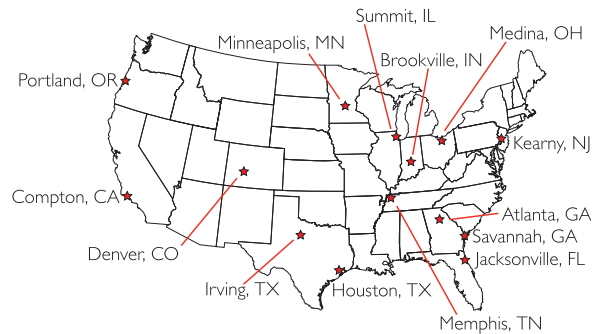 Summit, IL
Medina, OH
Minneapolis, MN
Brookville, IN
Portland, OR
Kearny, NJ
Compton, CA
Atlanta, GA
Savannah, GA
Denver, CO
Jacksonville, FL
Irving, TX
Houston, TX
Memphis, TN